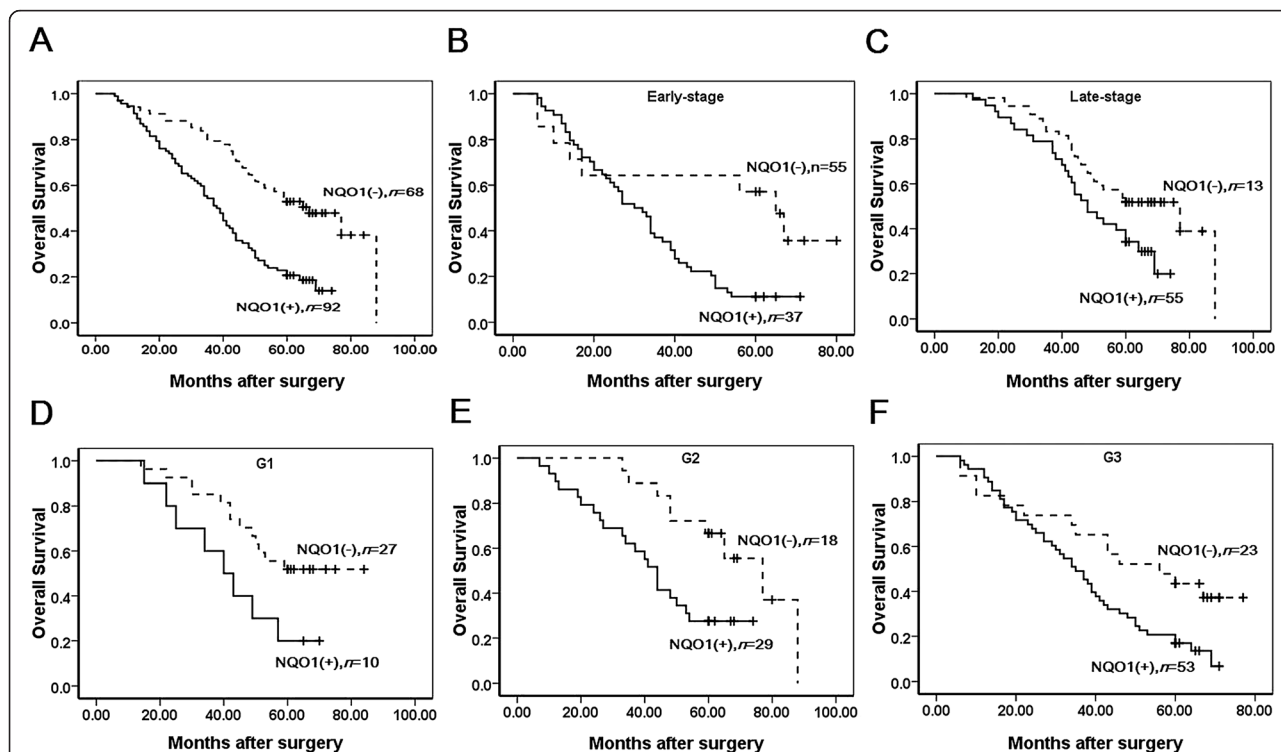 A
Overall Survival
1.0
0.8
0.6
0.4
0.2
0.0
NQO1(-),n=68
NQO1(+),n=92
0.00 20.00 40.00 60.00 80.00 100.00
Months after surgery
B
Overall Survival
1.0
0.8
0.6
0.4
0.2
0.0
Early-stage
NQO1(-),n=55
NQO1(+),n=37
0.00 20.00 40.00 60.00 80.00
Months after surgery
C
Overall Survival
1.0
0.8
0.6
0.4
0.2
0.0
Late-stage
NQO1(-),n=13
NQO1(+),n=55
0.00 20.00 40.00 60.00 80.00 100.00
Months after surgery
D
Overall Survival
1.0
0.8
0.6
0.4
0.2
0.0
G1
NQO1(-),n=27
NQO1(+),n=10
0.00 20.00 40.00 60.00 80.00 100.00
Months after surgery
E
Overall Survival
1.0
0.8
0.6
0.4
0.2
0.0
G2
NQO1(-),n=18
NQO1(+),n=29
0.00 20.00 40.00 60.00 80.00 100.00
Months after surgery
F
Overall Survival
1.0
0.8
0.6
0.4
0.2
0.0
G3
NQO1(-),n=23
NQO1(+),n=53
0.00 20.00 40.00 60.00 80.00 100.00
Months after surgery